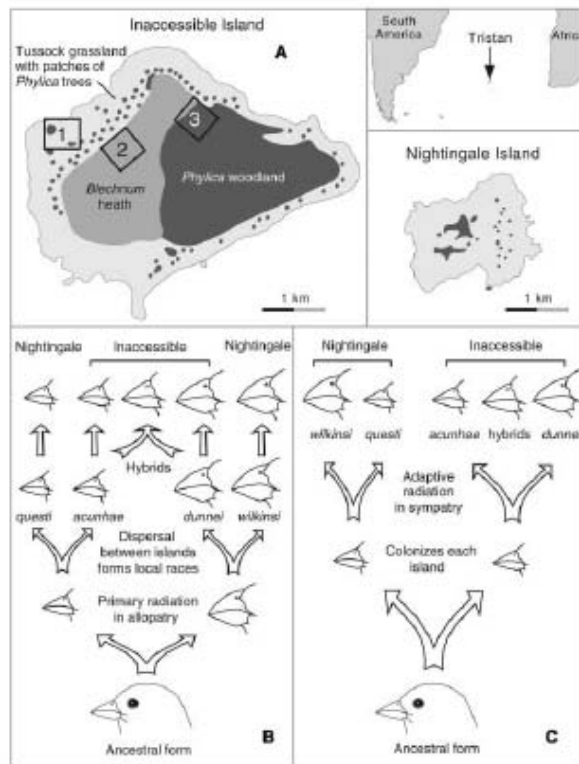 Inaccessible Island
A
Tussock grassland
with patches of
Phylica trees
1
2
3
Blechnum
heath
Phylica woodland
1 km
South
America
Tristan
Afric
Nightingale Island
1 km
Nightingale
Inaccessible
Nightingale
Hybrids
questi
acunhae
dunnei
wilkinsi
Dispersal
between islands
forms local races
Primary radiation
in allopatry
Ancestral form
B
Nightingale
Inaccessible
wilkinsi
questi
acunhae
hybrids
dunnei
Adaptive
radiation
in sympatry
Colonizes each
island
Ancestral form
C